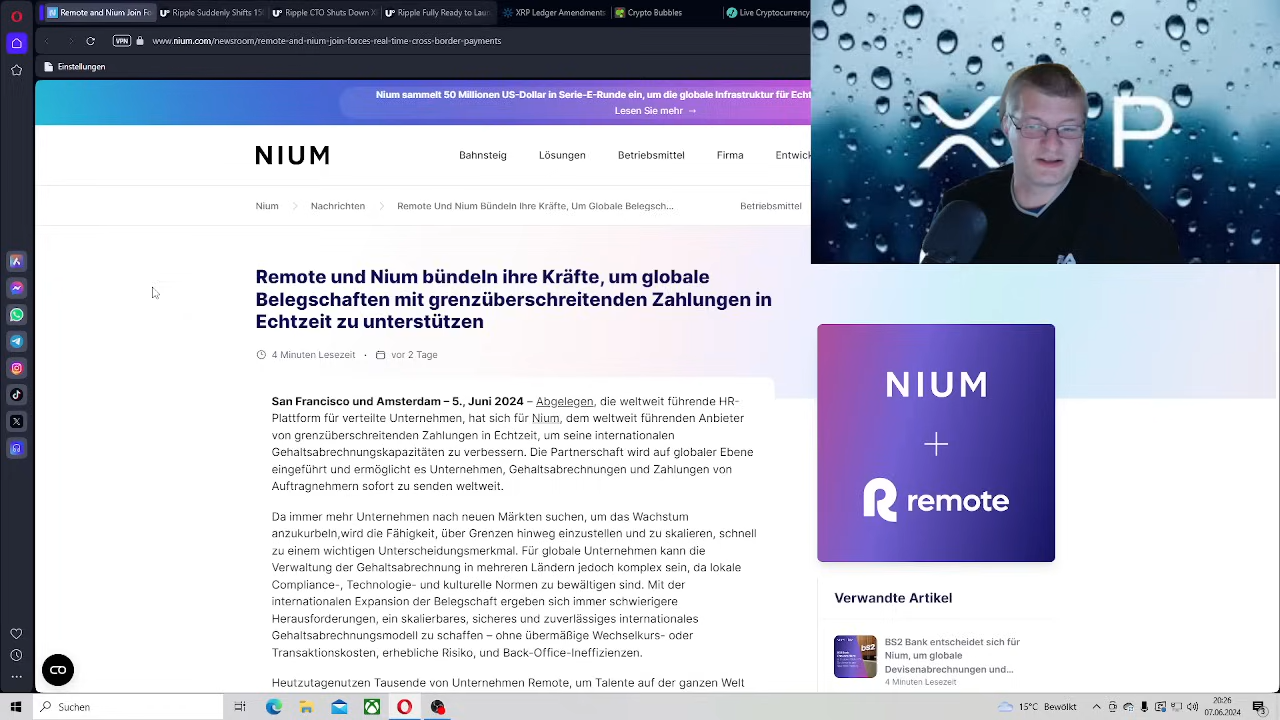 Nium Join Fo
Ripple Suddenly Shifts 150
Ripple CTO Shuts Down X
Ripple Fully Ready to Laun
XRP Ledger Amendments
Crypto Bubbles
Live Cryptocurrency
VPN
www.nium.com/newsroom/remote-and-nium-join-forces-real-time-cross-border-payments
Einstellungen
Nium sammelt 50 Millionen US-Dollar in Serie-E-Runde ein, um die globale Infrastruktur für Echt
Lesen Sie mehr →
XRP
NIUM
Bahnsteig
Lösungen
Betriebsmittel
Firma
Entwick
Nium
Nachrichten
Remote Und Nium Bündeln Ihre Kräfte, Um Globale Belegsch...
Betriebsmittel
Remote und Nium bündeln ihre Kräfte, um globale
Belegschaften mit grenzüberschreitenden Zahlungen in
Echtzeit zu unterstützen
4 Minuten Lesezeit · vor 2 Tage
San Francisco und Amsterdam – 5., Juni 2024 – Abgelegen, die weltweit führende HR-
Plattform für verteilte Unternehmen, hat sich für Nium, dem weltweit führenden Anbieter
von grenzüberschreitenden Zahlungen in Echtzeit, um seine internationalen
Gehaltsabrechnungskapazitäten zu verbessern. Die Partnerschaft wird auf globaler Ebene
eingeführt und ermöglicht es Unternehmen, Gehaltsabrechnungen und Zahlungen von
Auftragnehmern sofort zu senden weltweit.
Da immer mehr Unternehmen nach neuen Märkten suchen, um das Wachstum
anzukurbeln,wird die Fähigkeit, über Grenzen hinweg einzustellen und zu skalieren, schnell
zu einem wichtigen Unterscheidungsmerkmal. Für globale Unternehmen kann die
Verwaltung der Gehaltsabrechnung in mehreren Ländern jedoch komplex sein, da lokale
Compliance-, Technologie- und kulturelle Normen zu bewältigen sind. Mit der
internationalen Expansion der Belegschaft ergeben sich immer schwierigere
Herausforderungen, ein skalierbares, sicheres und zuverlässiges internationales
Gehaltsabrechnungsmodell zu schaffen – ohne übermäßige Wechselkurs- oder
Transaktionskosten, erhebliche Risiko, und Back-Office-Ineffizienzen.
Heutzutagenutzen Tausende von Unternehmen Remote, um Talente auf der ganzen Welt
NIUM
+
remote
Verwandte Artikel
BS2 Bank entscheidet sich für
Nium, um globale
Devisenabrechnungen und...
4 Minuten Lesezeit
Suchen
15°C Bewölkt
20:26
07.06.2024